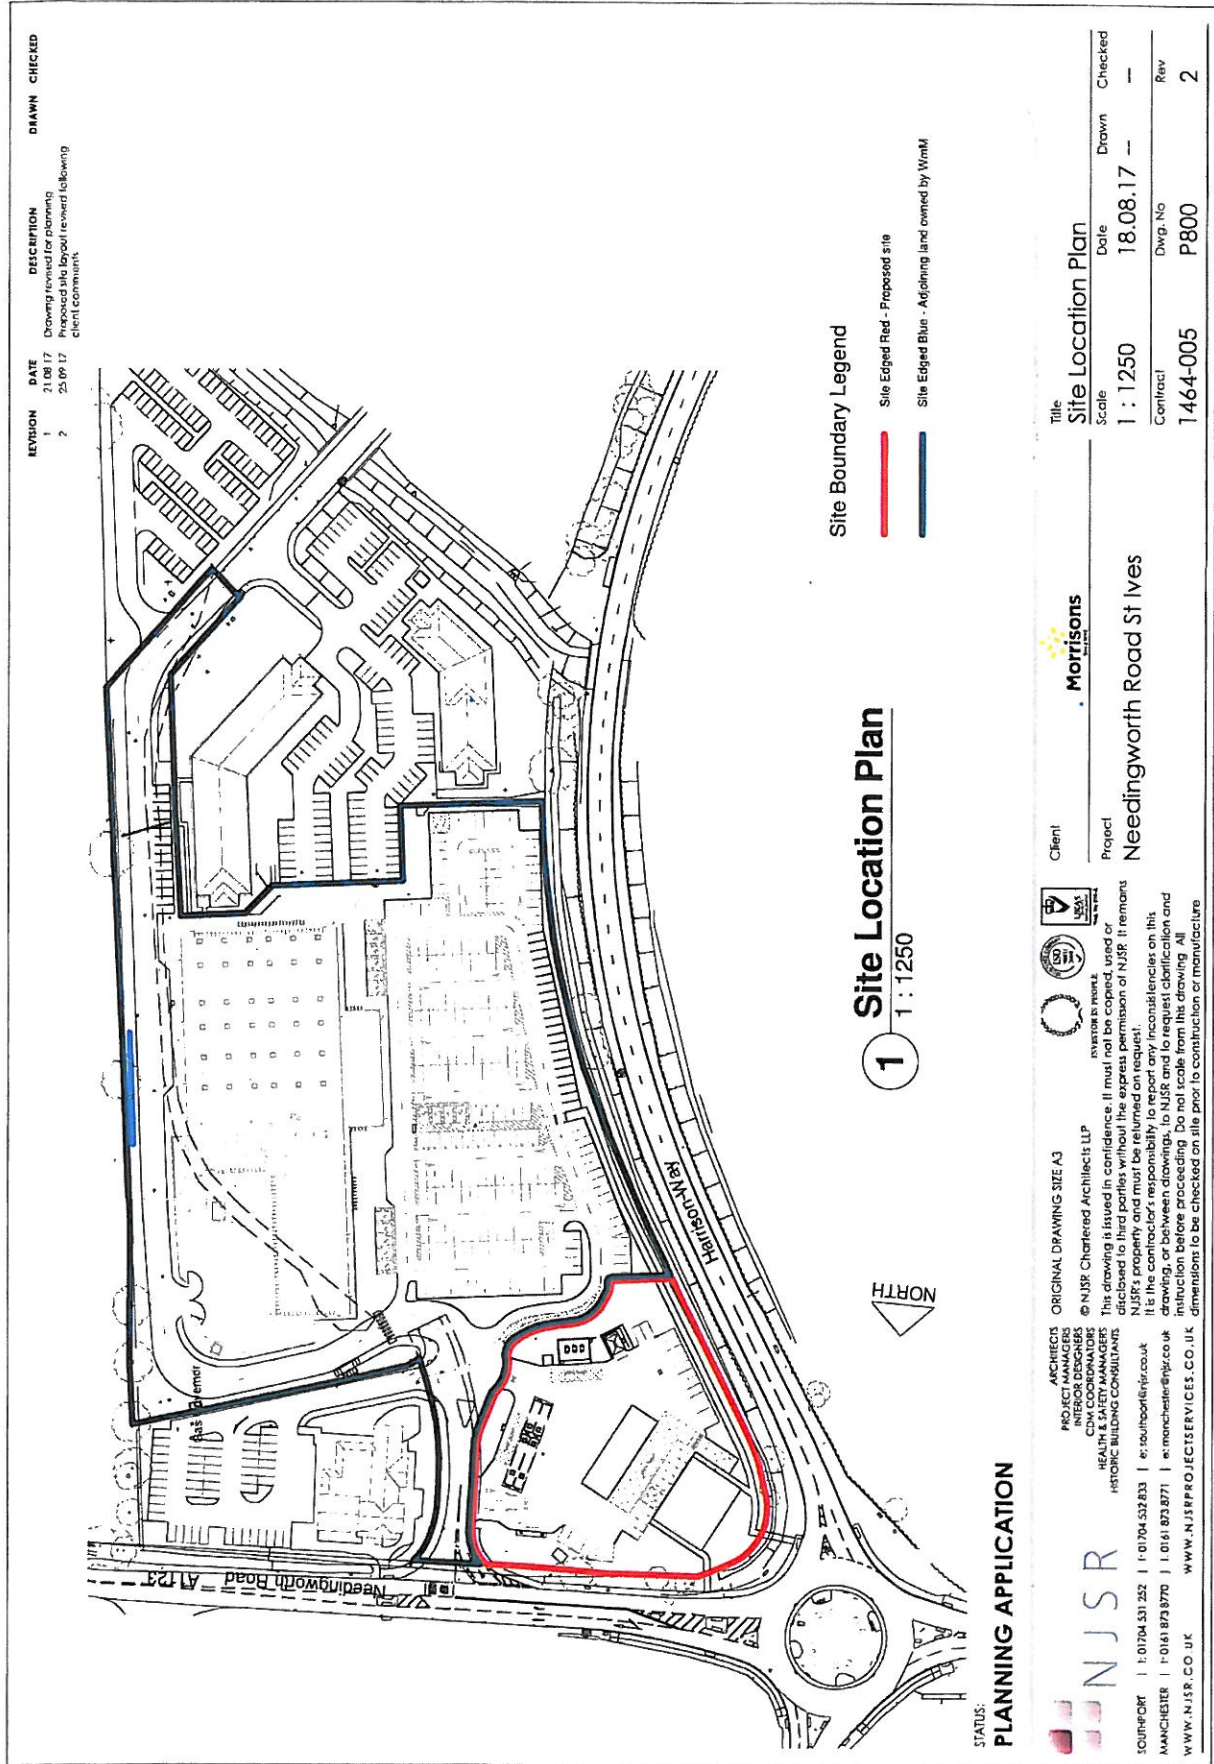 REVISION DATE DESCRIPTION DRAWN CHECKED
1 21 08 17 Drawing revised for planning
2 25 09 17 Proposed site layout revised following
client comments
Needingworth Road A1123
Gas Governor
Harrison Way
NORTH
Site Boundary Legend
Site Edged Red - Proposed site
Site Edged Blue - Adjoining land owned by WmM
1 Site Location Plan
1 : 1250
STATUS:
PLANNING APPLICATION
NJSR
ARCHITECTS
PROJECT MANAGERS
INTERIOR DESIGNERS
CDM COORDINATORS
HEALTH & SAFETY MANAGERS
HISTORIC BUILDING CONSULTANTS
SOUTHPORT | t: 01704 531 252 | f: 01704 532 833 | e: southport@njsr.co.uk
MANCHESTER | t: 0161 873 8770 | f: 0161 873 8771 | e: manchester@njsr.co.uk
WWW.NJSR.CO.UK WWW.NJSRPROJECTSERVICES.CO.UK
ORIGINAL DRAWING SIZE A3
© NJSR Chartered Architects LLP
INVESTOR IN PEOPLE
ISO
UKAS
This drawing is issued in confidence. It must not be copied, used or
disclosed to third parties without the express permission of NJSR. It remains
NJSR's property and must be returned on request.
It is the contractor's responsibility to report any inconsistencies on this
drawing, or between drawings, to NJSR and to request clarification and
instruction before proceeding. Do not scale from this drawing. All
dimensions to be checked on site prior to construction or manufacture
Client
Morrisons
Project
Needingworth Road St Ives
Title
Site Location Plan
Scale Date Drawn Checked
1 : 1250 18.08.17 -- --
Contract Dwg. No Rev
1464-005 P800 2